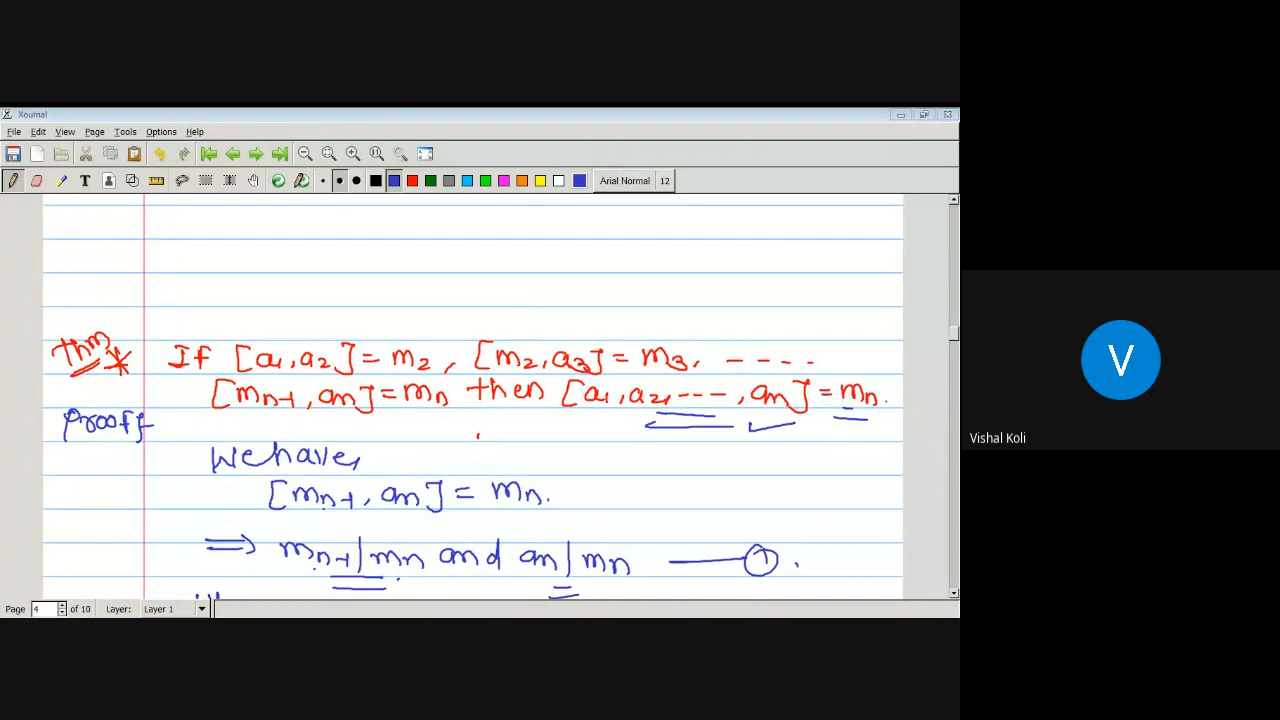 Xournal
File Edit View Page Tools Options Help
Arial Normal 12
Thm * If [a₁, a₂] = m₂, [m₂, a₃] = m₃, ----
[mₙ₋₁, aₙ] = mₙ then [a₁, a₂, ---, aₙ] = mₙ.
Proof:
We have,
[mₙ₋₁, aₙ] = mₙ.
⟹ mₙ₋₁ | mₙ and aₙ | mₙ —— ①.
Page 4 of 10 Layer: Layer 1
V
Vishal Koli